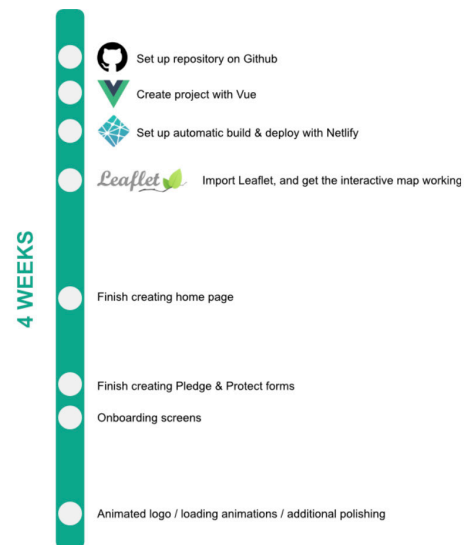 Set up repository on Github
Create project with Vue
Set up automatic build & deploy with Netlify
Leaflet
Import Leaflet, and get the interactive map working
4 WEEKS
Finish creating home page
Finish creating Pledge & Protect forms
Onboarding screens
Animated logo / loading animations / additional polishing